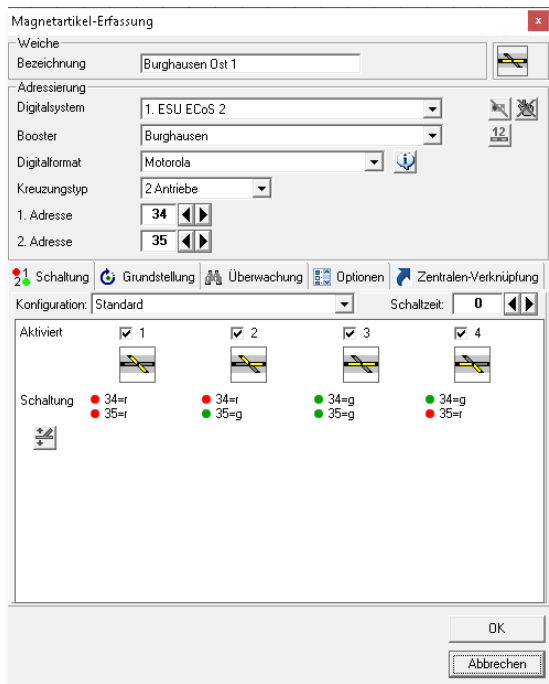 Magnetartikel-Erfassung x
Weiche
Bezeichnung Burghausen Ost 1
Adressierung
Digitalsystem 1. ESU ECoS 2
Booster Burghausen 12
Digitalformat Motorola i
Kreuzungstyp 2 Antriebe
1. Adresse 34
2. Adresse 35
1 2 Schaltung Grundstellung Überwachung Optionen Zentralen-Verknüpfung
Konfiguration: Standard Schaltzeit: 0
Aktiviert 1 2 3 4
Schaltung 34=r 34=r 34=g 34=g
35=r 35=g 35=g 35=r
OK
Abbrechen